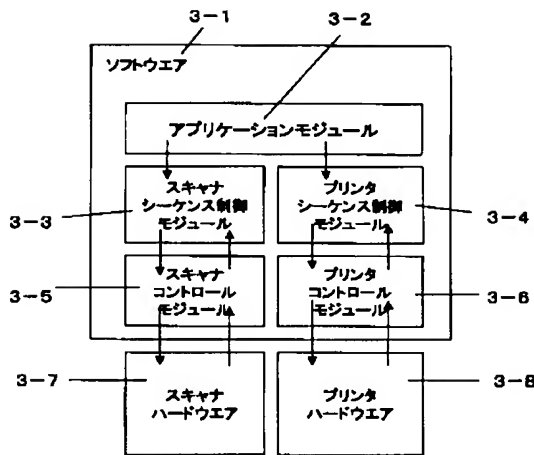 3-1
3-2
ソフトウエア
アプリケーションモジュール
3-3
スキャナ
シーケンス制御
モジュール
プリンタ
シーケンス制御
モジュール
3-4
3-5
スキャナ
コントロール
モジュール
プリンタ
コントロール
モジュール
3-6
3-7
スキャナ
ハードウエア
プリンタ
ハードウエア
3-8